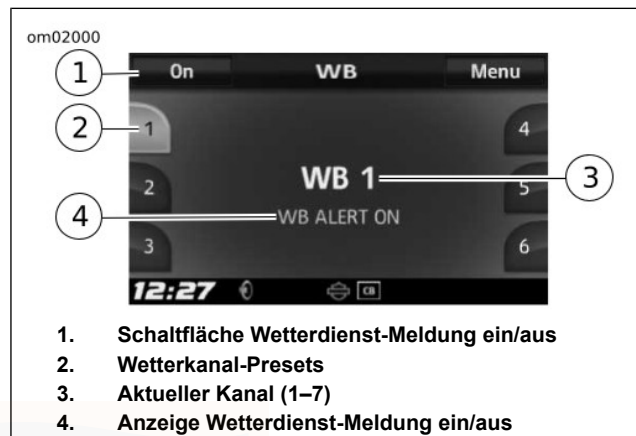 om02000
1 On WB Menu
2 1 4
WB 1 3
2 5
4 WB ALERT ON
3 6
12:27 CB
1. Schaltfläche Wetterdienst-Meldung ein/aus
2. Wetterkanal-Presets
3. Aktueller Kanal (1–7)
4. Anzeige Wetterdienst-Meldung ein/aus